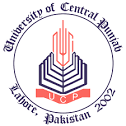 University of Central Punjab
UCP
Lahore, Pakistan 2002